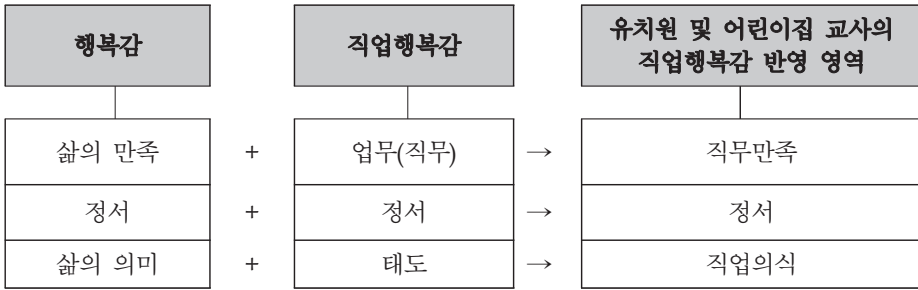 행복감
직업행복감
유치원 및 어린이집 교사의
직업행복감 반영 영역
삶의 만족 + 업무(직무) → 직무만족
정서 + 정서 → 정서
삶의 의미 + 태도 → 직업의식